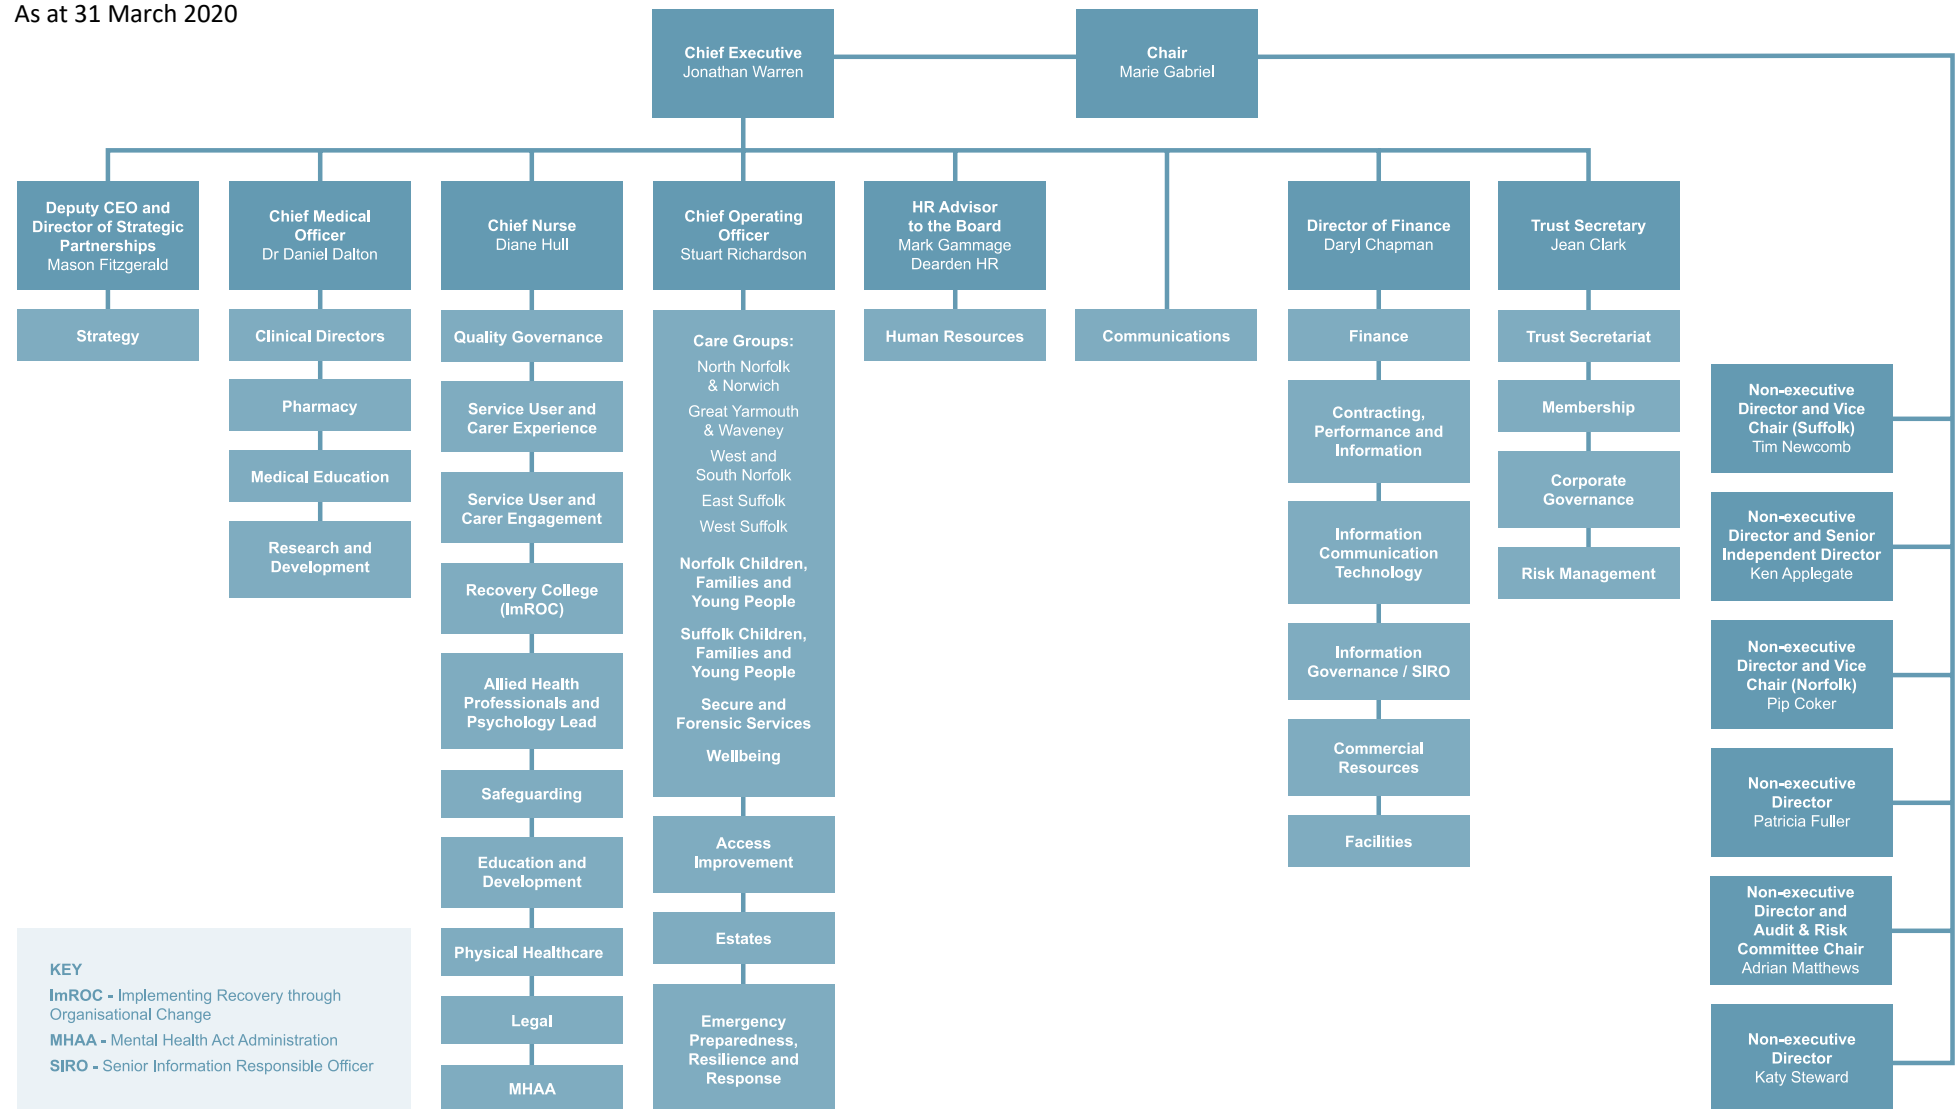 As at 31 March 2020
Chief Executive
Jonathan Warren
Chair
Marie Gabriel
Deputy CEO and
Director of Strategic
Partnerships
Mason Fitzgerald
Strategy
Chief Medical
Officer
Dr Daniel Dalton
Clinical Directors
Pharmacy
Medical Education
Research and
Development
Chief Nurse
Diane Hull
Quality Governance
Service User and
Carer Experience
Service User and
Carer Engagement
Recovery College
(ImROC)
Allied Health
Professionals and
Psychology Lead
Safeguarding
Education and
Development
Physical Healthcare
Legal
MHAA
Chief Operating
Officer
Stuart Richardson
Care Groups:
North Norfolk
& Norwich
Great Yarmouth
& Waveney
West and
South Norfolk
East Suffolk
West Suffolk
Norfolk Children,
Families and
Young People
Suffolk Children,
Families and
Young People
Secure and
Forensic Services
Wellbeing
Access
Improvement
Estates
Emergency
Preparedness,
Resilience and
Response
HR Advisor
to the Board
Mark Gammage
Dearden HR
Human Resources
Communications
Director of Finance
Daryl Chapman
Finance
Contracting,
Performance and
Information
Information
Communication
Technology
Information
Governance / SIRO
Commercial
Resources
Facilities
Trust Secretary
Jean Clark
Trust Secretariat
Membership
Corporate
Governance
Risk Management
Non-executive
Director and Vice
Chair (Suffolk)
Tim Newcomb
Non-executive
Director and Senior
Independent Director
Ken Applegate
Non-executive
Director and Vice
Chair (Norfolk)
Pip Coker
Non-executive
Director
Patricia Fuller
Non-executive
Director and
Audit & Risk
Committee Chair
Adrian Matthews
Non-executive
Director
Katy Steward
KEY
ImROC - Implementing Recovery through
Organisational Change
MHAA - Mental Health Act Administration
SIRO - Senior Information Responsible Officer